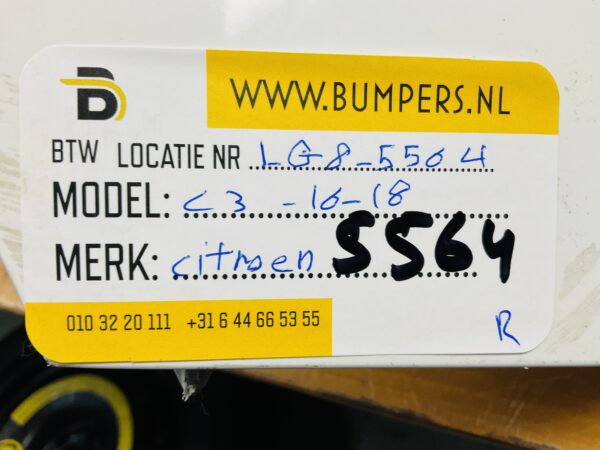 B
WWW.BUMPERS.NL
BTW LOCATIE NR LG8-5564
MODEL: C3 -16-18
MERK: citroen 5564
010 32 20 111 +31 6 44 66 53 55
R